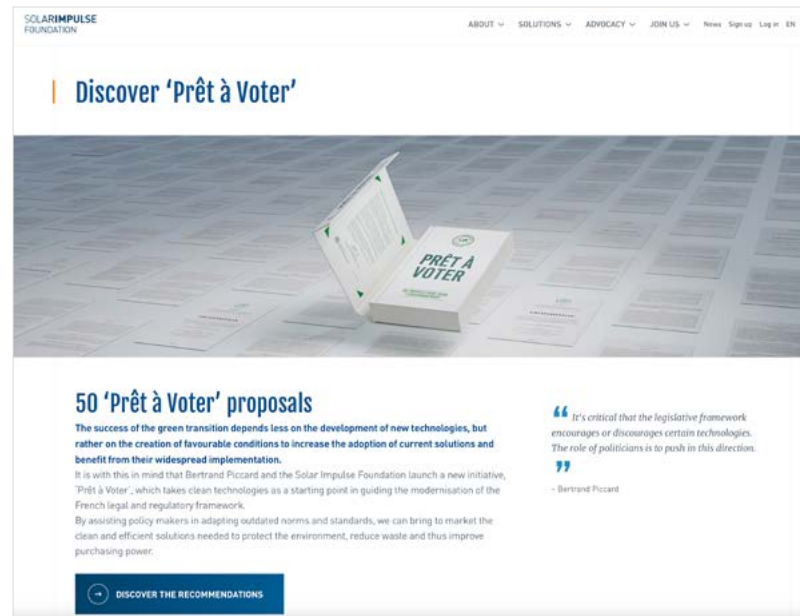 SOLARIMPULSE
FOUNDATION
ABOUT
SOLUTIONS
ADVOCACY
JOIN US
News Sign up Log in EN
Discover ‘Prêt à Voter’
PRÊT À
VOTER
50 ‘Prêt à Voter’ proposals
The success of the green transition depends less on the development of new technologies, but
rather on the creation of favourable conditions to increase the adoption of current solutions and
benefit from their widespread implementation.
It is with this in mind that Bertrand Piccard and the Solar Impulse Foundation launch a new initiative,
‘Prêt à Voter’, which takes clean technologies as a starting point in guiding the modernisation of the
French legal and regulatory framework.
By assisting policy makers in adapting outdated norms and standards, we can bring to market the
clean and efficient solutions needed to protect the environment, reduce waste and thus improve
purchasing power.
DISCOVER THE RECOMMENDATIONS
“ It's critical that the legislative framework
encourages or discourages certain technologies.
The role of politicians is to push in this direction.
”
- Bertrand Piccard